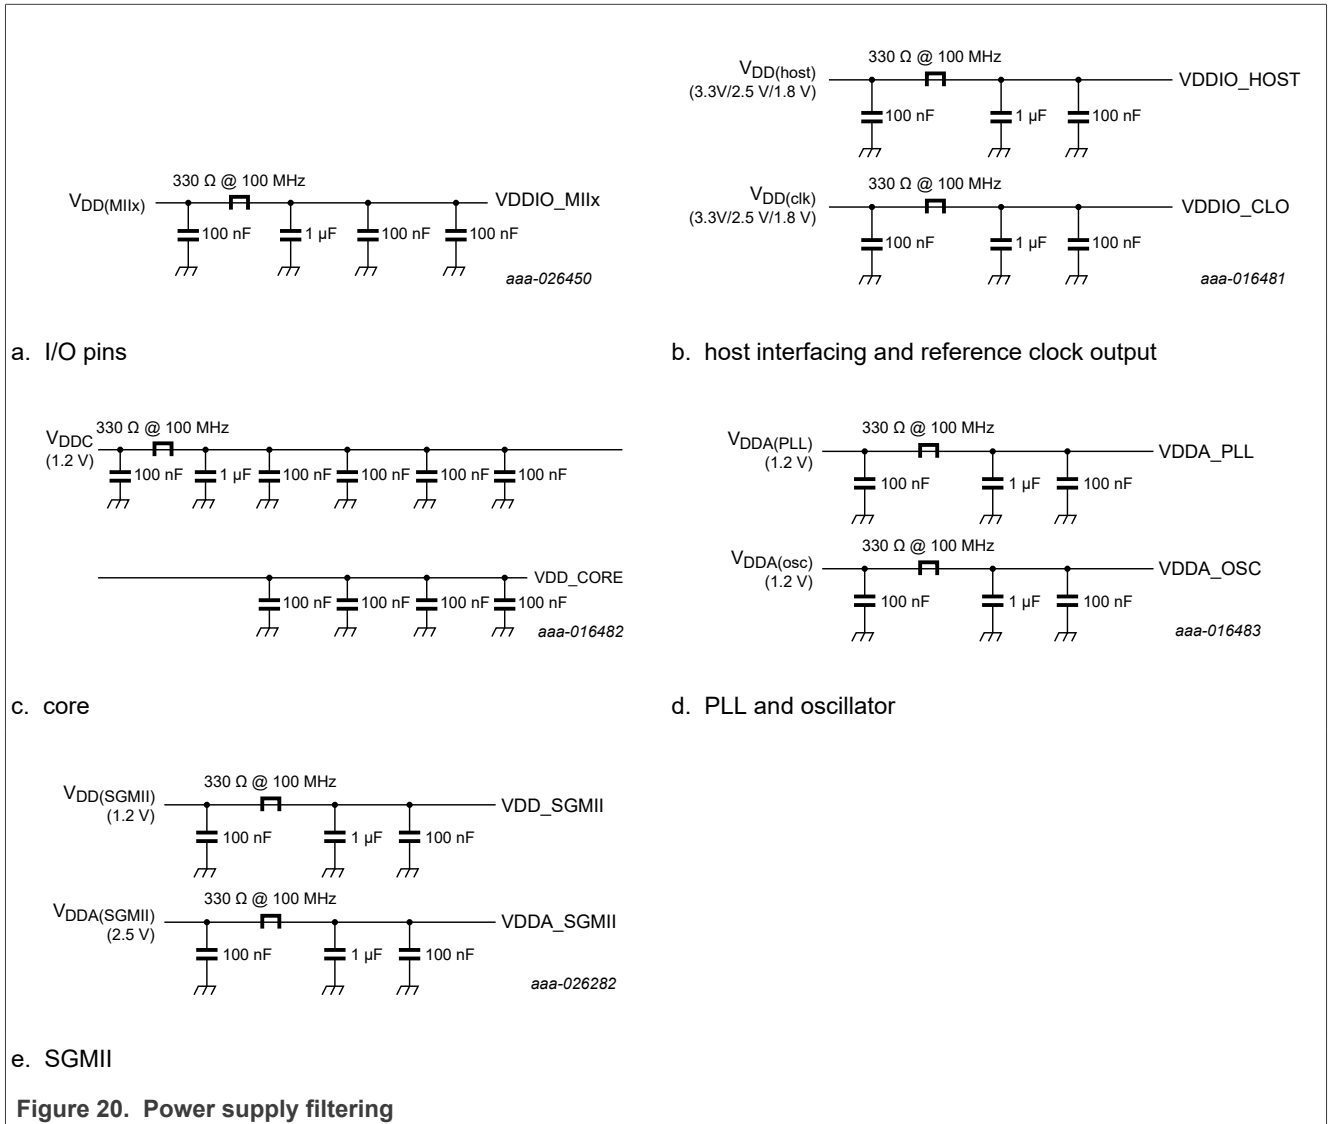 330 Ω @ 100 MHz
VDD(MIIx)
VDDIO_MIIx
100 nF
1 µF
100 nF
100 nF
aaa-026450
a. I/O pins
330 Ω @ 100 MHz
VDD(host)
(3.3V/2.5 V/1.8 V)
VDDIO_HOST
100 nF
1 µF
100 nF
330 Ω @ 100 MHz
VDD(clk)
(3.3V/2.5 V/1.8 V)
VDDIO_CLO
100 nF
1 µF
100 nF
aaa-016481
b. host interfacing and reference clock output
330 Ω @ 100 MHz
VDDC
(1.2 V)
100 nF
1 µF
100 nF
100 nF
100 nF
100 nF
VDD_CORE
100 nF
100 nF
100 nF
100 nF
aaa-016482
c. core
330 Ω @ 100 MHz
VDDA(PLL)
(1.2 V)
VDDA_PLL
100 nF
1 µF
100 nF
330 Ω @ 100 MHz
VDDA(osc)
(1.2 V)
VDDA_OSC
100 nF
1 µF
100 nF
aaa-016483
d. PLL and oscillator
330 Ω @ 100 MHz
VDD(SGMII)
(1.2 V)
VDD_SGMII
100 nF
1 µF
100 nF
330 Ω @ 100 MHz
VDDA(SGMII)
(2.5 V)
VDDA_SGMII
100 nF
1 µF
100 nF
aaa-026282
e. SGMII
Figure 20. Power supply filtering